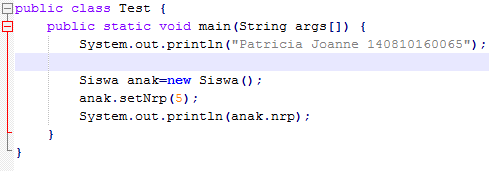 public class Test {
    public static void main(String args[]) {
        System.out.println("Patricia Joanne 140810160065");
        Siswa anak=new Siswa();
        anak.setNrp(5);
        System.out.println(anak.nrp);
    }
}